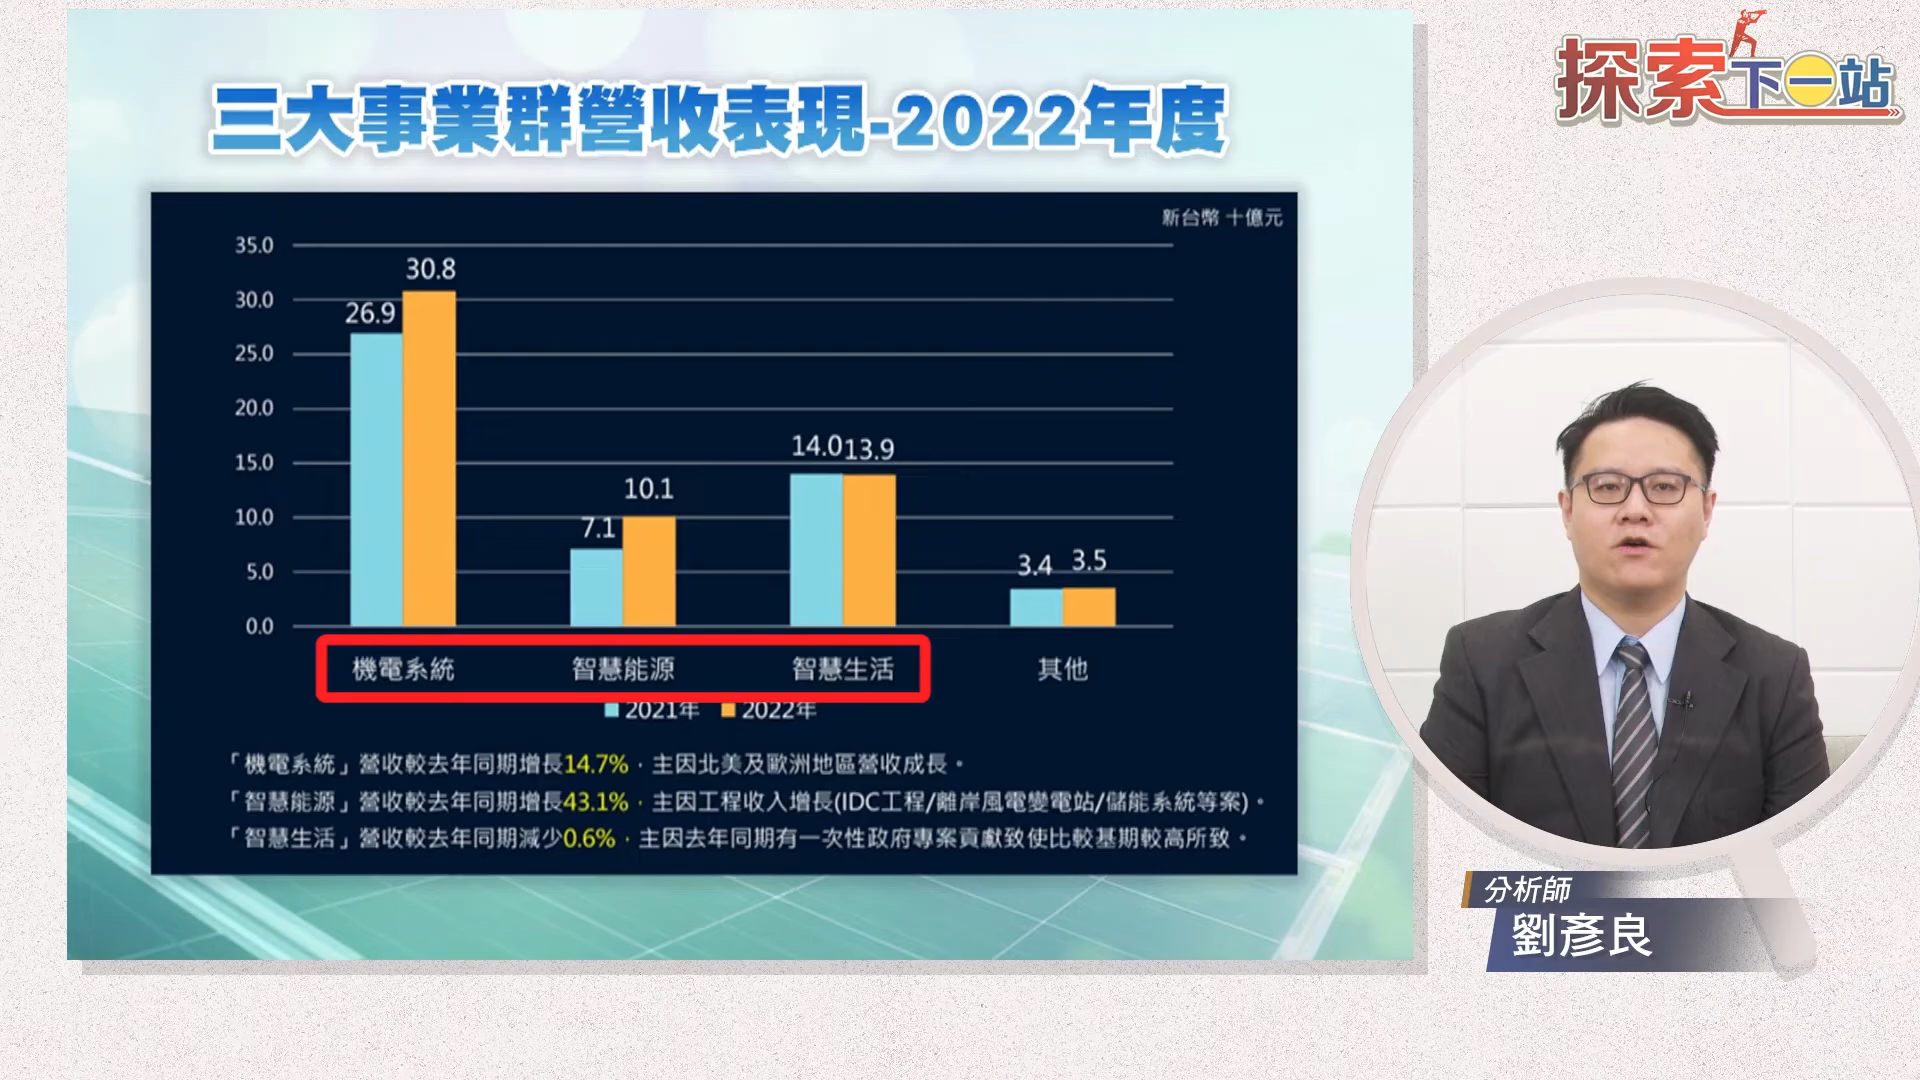 三大事業群營收表現-2022年度
探索下一站
新台幣 十億元
35.0
30.0
25.0
20.0
15.0
10.0
5.0
0.0
26.9
30.8
7.1
10.1
14.0
13.9
3.4
3.5
機電系統
智慧能源
智慧生活
其他
2021年 2022年
「機電系統」營收較去年同期增長14.7%，主因北美及歐洲地區營收成長。
「智慧能源」營收較去年同期增長43.1%，主因工程收入增長(IDC工程/離岸風電變電站/儲能系統等案)。
「智慧生活」營收較去年同期減少0.6%，主因去年同期有一次性政府專案貢獻致使比較基期較高所致。
分析師
劉彥良